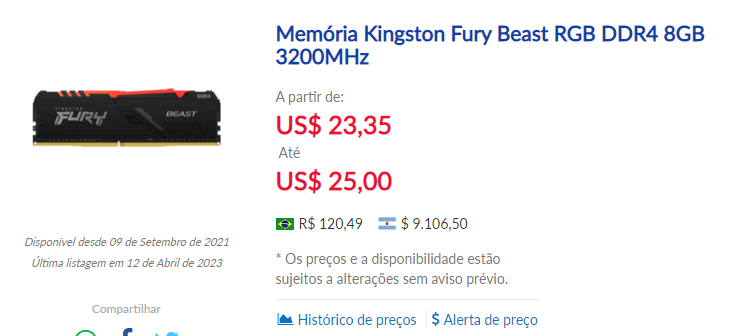 Memória Kingston Fury Beast RGB DDR4 8GB
3200MHz
A partir de:
US$ 23,35
Até
US$ 25,00
R$ 120,49 $ 9.106,50
* Os preços e a disponibilidade estão
sujeitos a alterações sem aviso prévio.
Histórico de preços $ Alerta de preço
KINGSTON
FURY
BEAST
DDR4
Disponível desde 09 de Setembro de 2021
Última listagem em 12 de Abril de 2023
Compartilhar